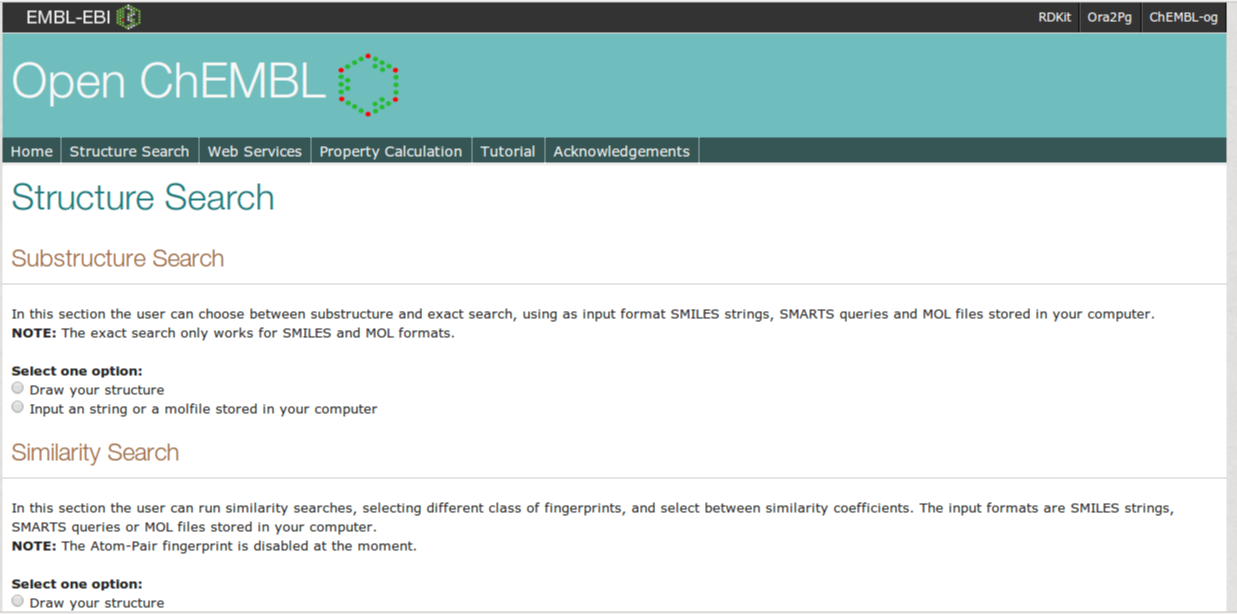 EMBL-EBI
RDKit Ora2Pg ChEMBL-og
Open ChEMBL
Home Structure Search Web Services Property Calculation Tutorial Acknowledgements
Structure Search
Substructure Search
In this section the user can choose between substructure and exact search, using as input format SMILES strings, SMARTS queries and MOL files stored in your computer.
NOTE: The exact search only works for SMILES and MOL formats.
Select one option:
Draw your structure
Input an string or a molfile stored in your computer
Similarity Search
In this section the user can run similarity searches, selecting different class of fingerprints, and select between similarity coefficients. The input formats are SMILES strings,
SMARTS queries or MOL files stored in your computer.
NOTE: The Atom-Pair fingerprint is disabled at the moment.
Select one option:
Draw your structure